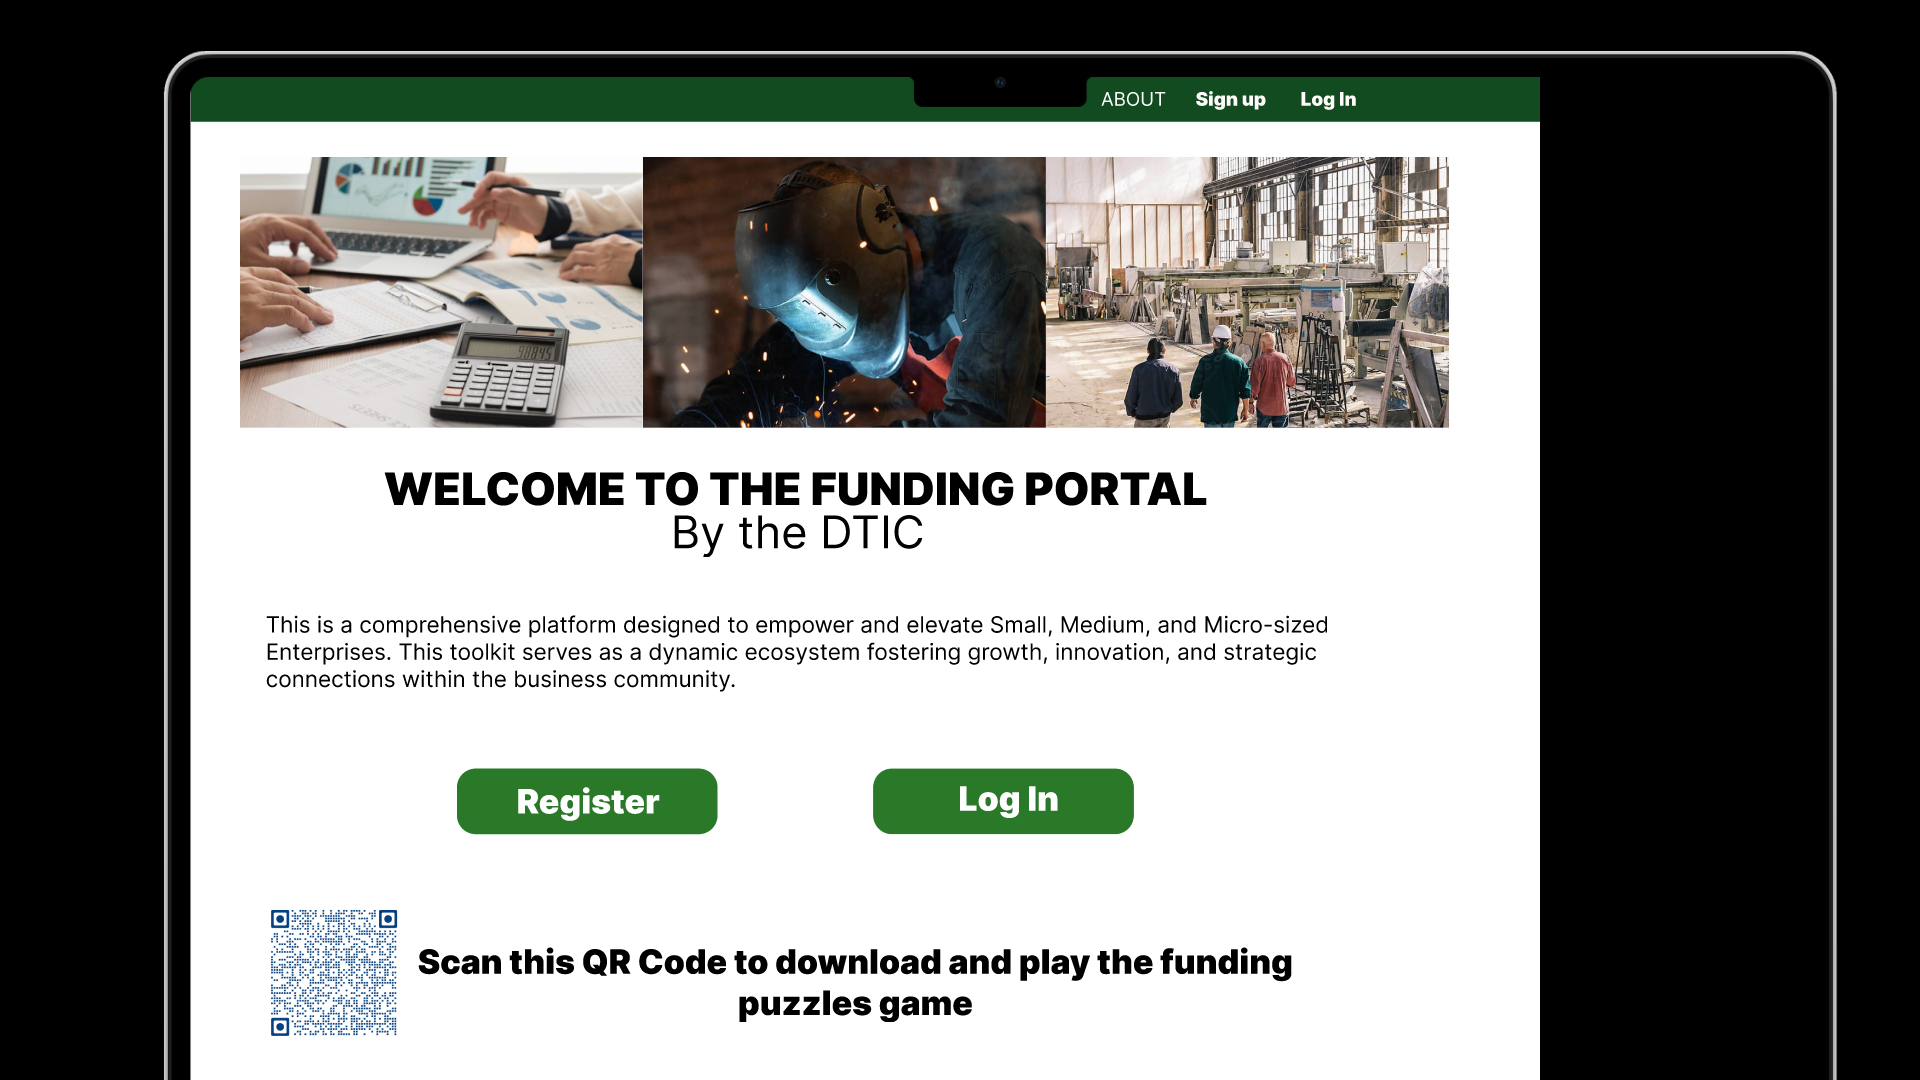 ABOUT Sign up Log In
WELCOME TO THE FUNDING PORTAL
By the DTIC
This is a comprehensive platform designed to empower and elevate Small, Medium, and Micro-sized
Enterprises. This toolkit serves as a dynamic ecosystem fostering growth, innovation, and strategic
connections within the business community.
Register Log In
Scan this QR Code to download and play the funding
puzzles game